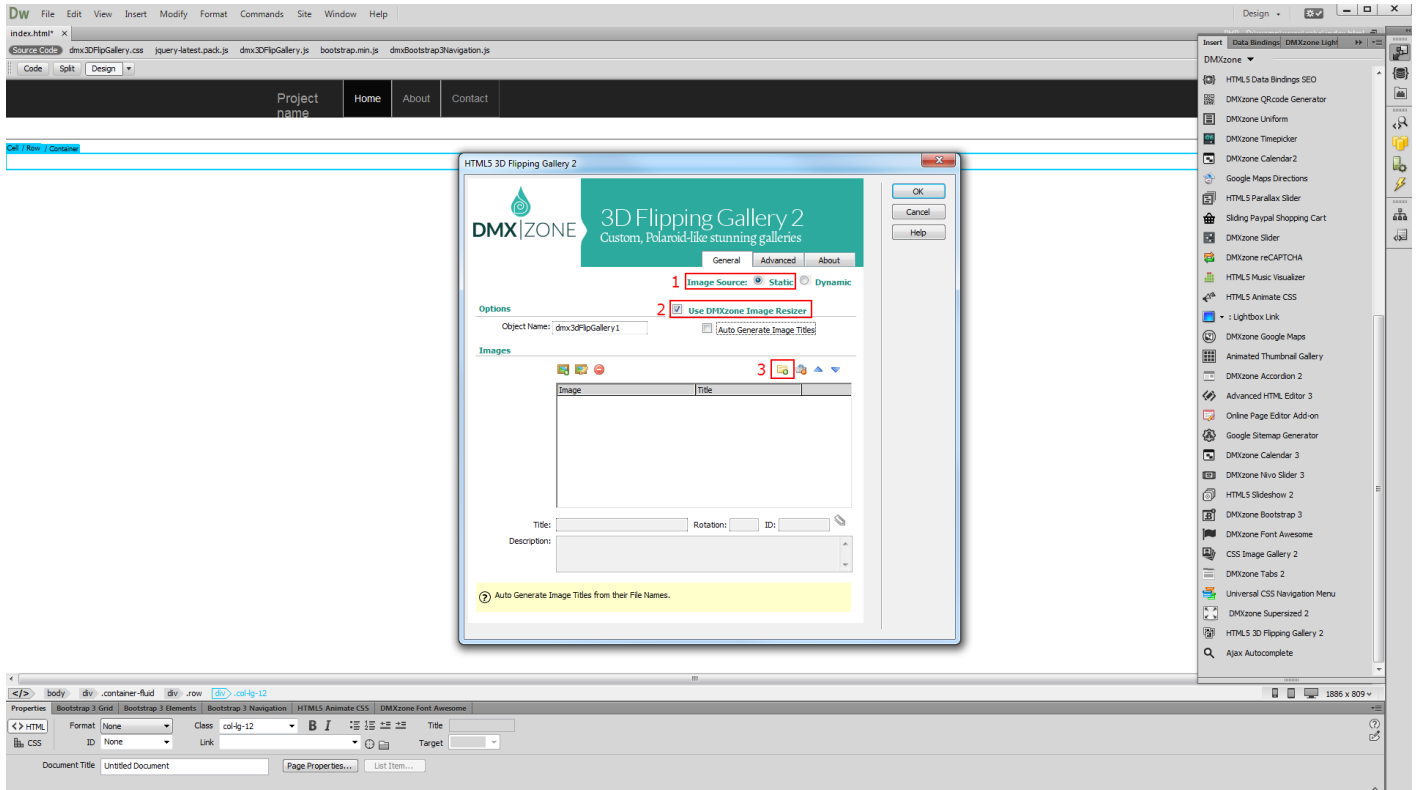 Dw File Edit View Insert Modify Format Commands Site Window Help
Design
index.html* ×
Source Code dmx3DFlipGallery.css jquery-latest.pack.js dmx3DFlipGallery.js bootstrap.min.js dmxBootstrap3Navigation.js
Code Split Design
Project name Home About Contact
Cell / Row / Container
HTML5 3D Flipping Gallery 2
DMX|ZONE
3D Flipping Gallery 2
Custom, Polaroid-like stunning galleries
General Advanced About
OK
Cancel
Help
1 Image Source: Static Dynamic
Options
2 Use DMXzone Image Resizer
Object Name: dmx3dFlipGallery1
Auto Generate Image Titles
Images
3
Image Title
Title: Rotation: ID:
Description:
? Auto Generate Image Titles from their File Names.
Insert Data Bindings DMXzone Light
DMXzone
HTML5 Data Bindings SEO
DMXzone QRcode Generator
DMXzone Uniform
DMXzone Timepicker
DMXzone Calendar2
Google Maps Directions
HTML5 Parallax Slider
Sliding Paypal Shopping Cart
DMXzone Slider
DMXzone reCAPTCHA
HTML5 Music Visualizer
HTML5 Animate CSS
: Lightbox Link
DMXzone Google Maps
Animated Thumbnail Gallery
DMXzone Accordion 2
Advanced HTML Editor 3
Online Page Editor Add-on
Google Sitemap Generator
DMXzone Calendar 3
DMXzone Nivo Slider 3
HTML5 Slideshow 2
DMXzone Bootstrap 3
DMXzone Font Awesome
CSS Image Gallery 2
DMXzone Tabs 2
Universal CSS Navigation Menu
DMXzone Supersized 2
HTML5 3D Flipping Gallery 2
Ajax Autocomplete
</> body div .container-fluid div .row div .col-lg-12
1886 x 809
Properties Bootstrap 3 Grid Bootstrap 3 Elements Bootstrap 3 Navigation HTML5 Animate CSS DMXzone Font Awesome
<> HTML Format None Class col-lg-12 B I Title
CSS ID None Link Target
Document Title Untitled Document Page Properties... List Item...